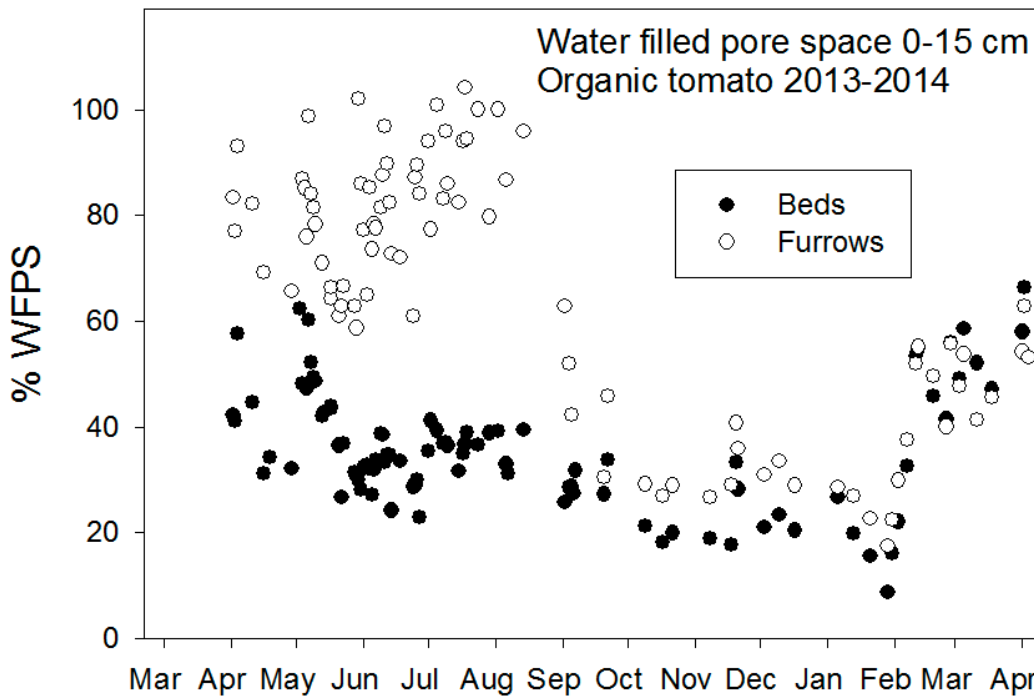 Water filled pore space 0-15 cm
Organic tomato 2013-2014
Beds
Furrows
% WFPS
100
80
60
40
20
0
Mar Apr May Jun Jul Aug Sep Oct Nov Dec Jan Feb Mar Apr